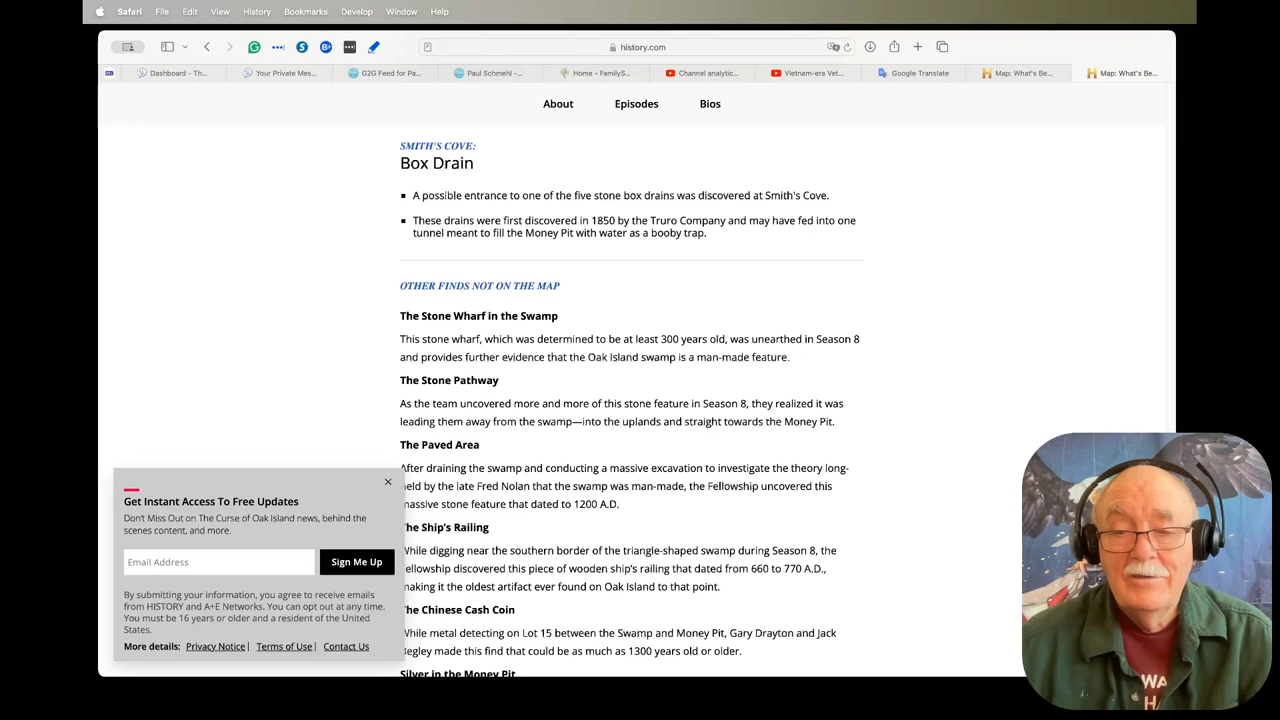 Safari File Edit View History Bookmarks Develop Window Help
history.com
SB Dashboard - Th... Your Private Mes... G2G Feed for Pa... Paul Schmehl -... Home • FamilyS... Channel analytic... Vietnam-era Vet... Google Translate Map: What's Be... Map: What's Be...
About Episodes Bios
SMITH'S COVE:
Box Drain
▪ A possible entrance to one of the five stone box drains was discovered at Smith's Cove.
▪ These drains were first discovered in 1850 by the Truro Company and may have fed into one
tunnel meant to fill the Money Pit with water as a booby trap.
OTHER FINDS NOT ON THE MAP
The Stone Wharf in the Swamp
This stone wharf, which was determined to be at least 300 years old, was unearthed in Season 8
and provides further evidence that the Oak Island swamp is a man-made feature.
The Stone Pathway
As the team uncovered more and more of this stone feature in Season 8, they realized it was
leading them away from the swamp—into the uplands and straight towards the Money Pit.
The Paved Area
After draining the swamp and conducting a massive excavation to investigate the theory long-
held by the late Fred Nolan that the swamp was man-made, the Fellowship uncovered this
massive stone feature that dated to 1200 A.D.
The Ship's Railing
While digging near the southern border of the triangle-shaped swamp during Season 8, the
Fellowship discovered this piece of wooden ship's railing that dated from 660 to 770 A.D.,
making it the oldest artifact ever found on Oak Island to that point.
The Chinese Cash Coin
While metal detecting on Lot 15 between the Swamp and Money Pit, Gary Drayton and Jack
Begley made this find that could be as much as 1300 years old or older.
Silver in the Money Pit
Get Instant Access To Free Updates
Don't Miss Out on The Curse of Oak Island news, behind the
scenes content, and more.
Email Address Sign Me Up
By submitting your information, you agree to receive emails
from HISTORY and A+E Networks. You can opt out at any time.
You must be 16 years or older and a resident of the United
States.
More details: Privacy Notice | Terms of Use | Contact Us